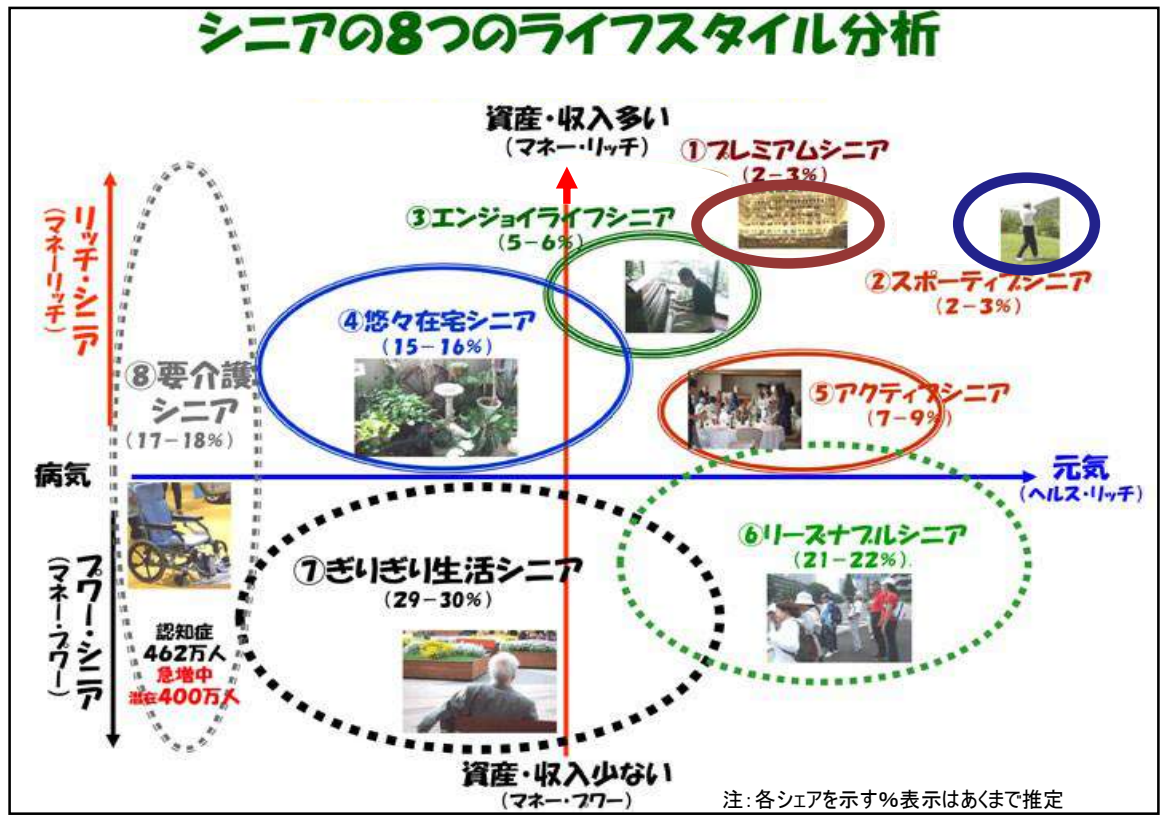 シニアの8つのライフスタイル分析
資産・収入多い
(マネー・リッチ)
①プレミアムシニア
(2-3%)
③エンジョイライフシニア
(5-6%)
②スポーティブシニア
(2-3%)
リッチ・シニア
(マネーリッチ)
④悠々在宅シニア
(15-16%)
⑧要介護
シニア
(17-18%)
⑤アクティブシニア
(7-9%)
病気
元気
(ヘルス・リッチ)
⑥リーズナブルシニア
(21-22%)
⑦ぎりぎり生活シニア
(29-30%)
プワー・シニア
(マネー・プワー)
認知症
462万人
急増中
潜在400万人
資産・収入少ない
(マネー・プワー)
注:各シェアを示す%表示はあくまで推定